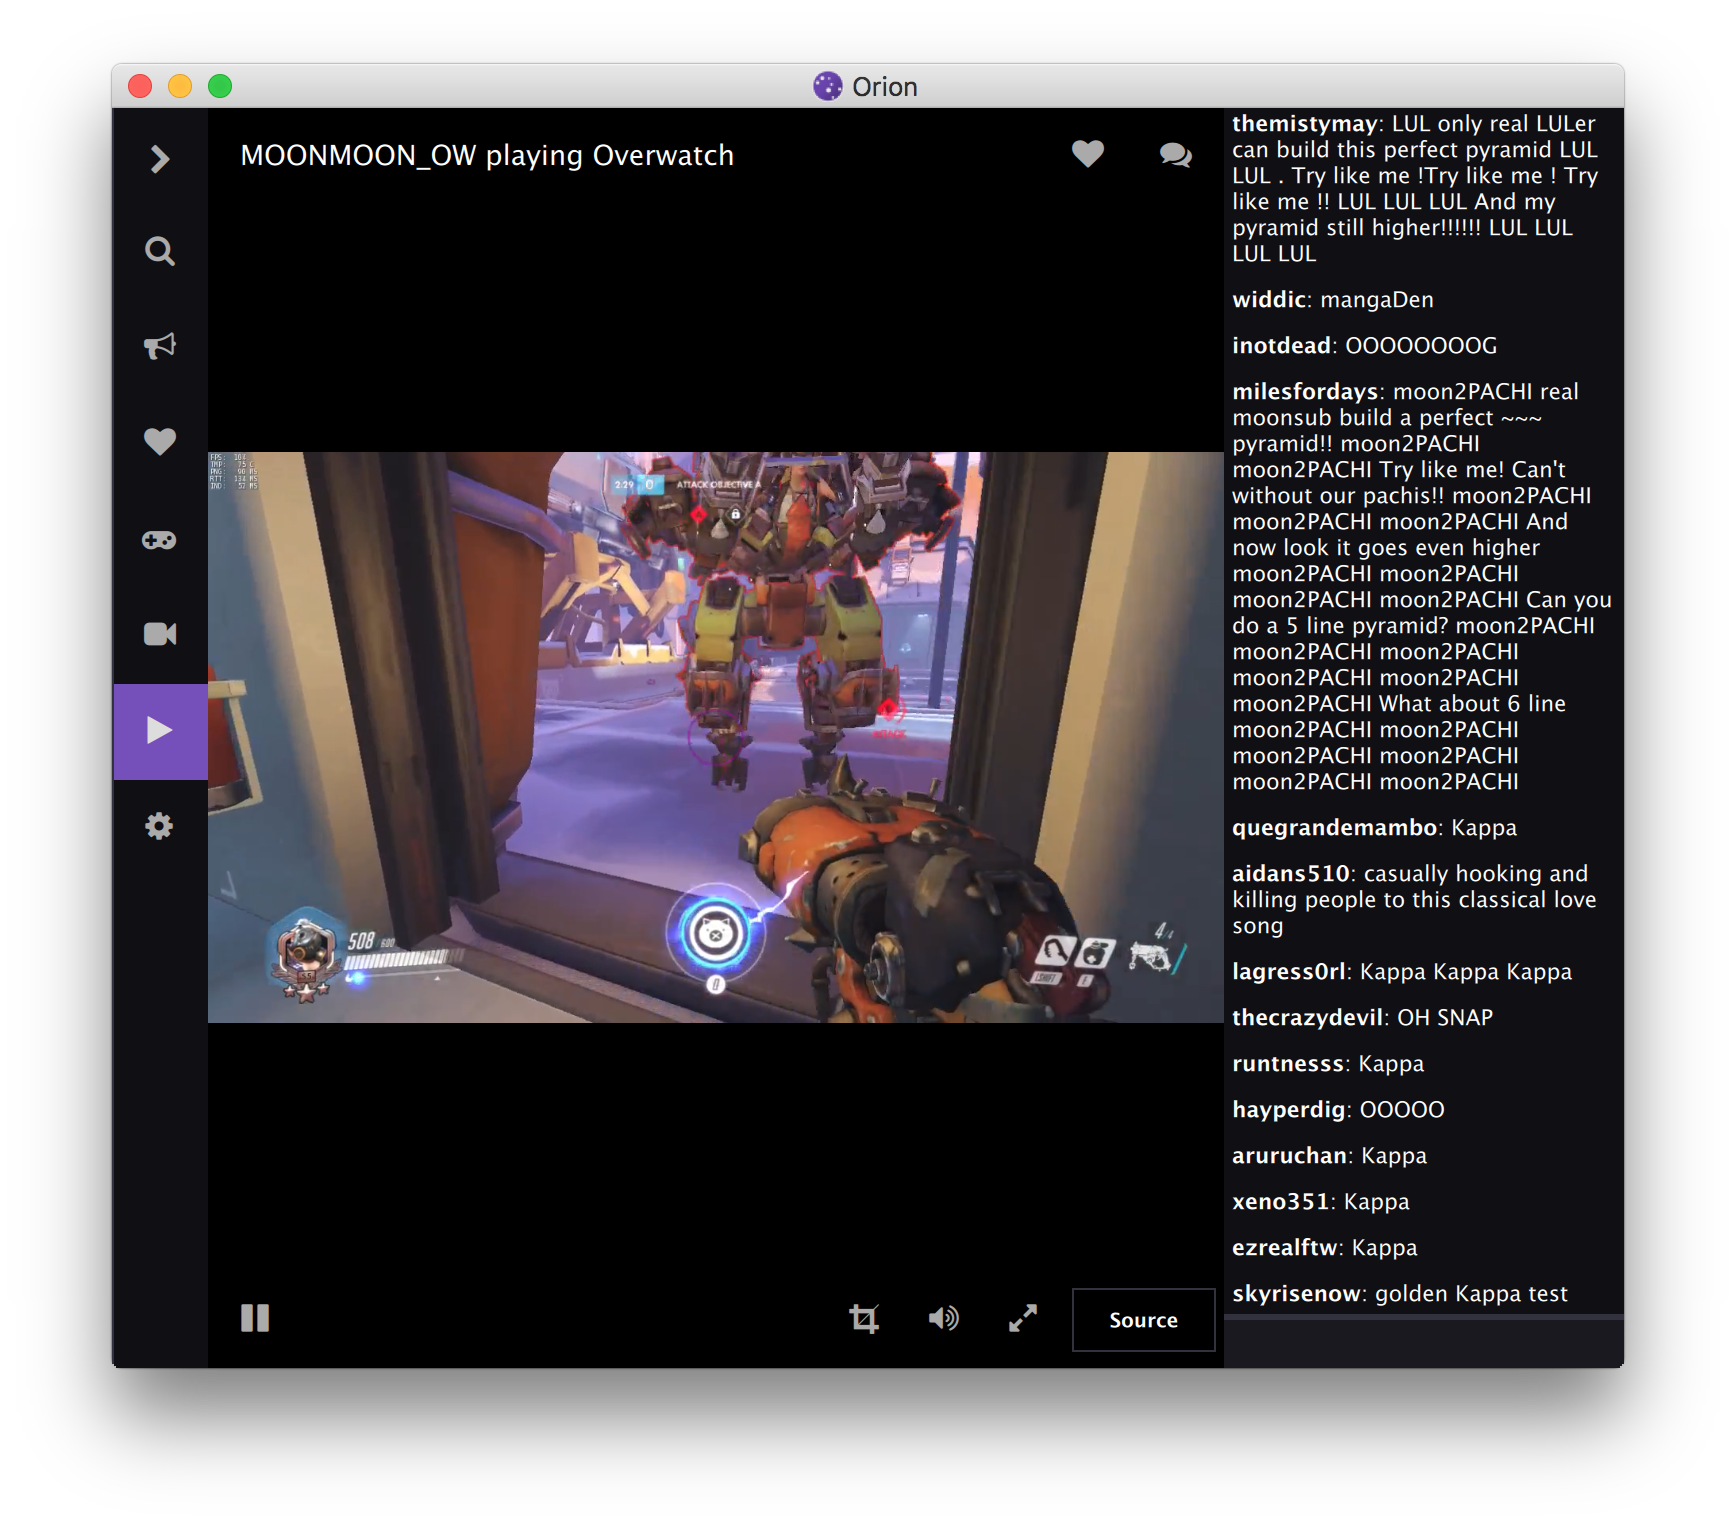 Orion
MOONMOON_OW playing Overwatch
2:29 0 ATTACK OBJECTIVE A
508 600
0
4
Source
themistymay: LUL only real LULer
can build this perfect pyramid LUL
LUL . Try like me !Try like me ! Try
like me !! LUL LUL LUL And my
pyramid still higher!!!!!! LUL LUL
LUL LUL
widdic: mangaDen
inotdead: OOOOOOOOG
milesfordays: moon2PACHI real
moonsub build a perfect ~~~
pyramid!! moon2PACHI
moon2PACHI Try like me! Can't
without our pachis!! moon2PACHI
moon2PACHI moon2PACHI And
now look it goes even higher
moon2PACHI moon2PACHI
moon2PACHI moon2PACHI Can you
do a 5 line pyramid? moon2PACHI
moon2PACHI moon2PACHI
moon2PACHI moon2PACHI
moon2PACHI What about 6 line
moon2PACHI moon2PACHI
moon2PACHI moon2PACHI
moon2PACHI moon2PACHI
quegrandemambo: Kappa
aidans510: casually hooking and
killing people to this classical love
song
lagress0rl: Kappa Kappa Kappa
thecrazydevil: OH SNAP
runtnesss: Kappa
hayperdig: OOOOO
aruruchan: Kappa
xeno351: Kappa
ezrealftw: Kappa
skyrisenow: golden Kappa test